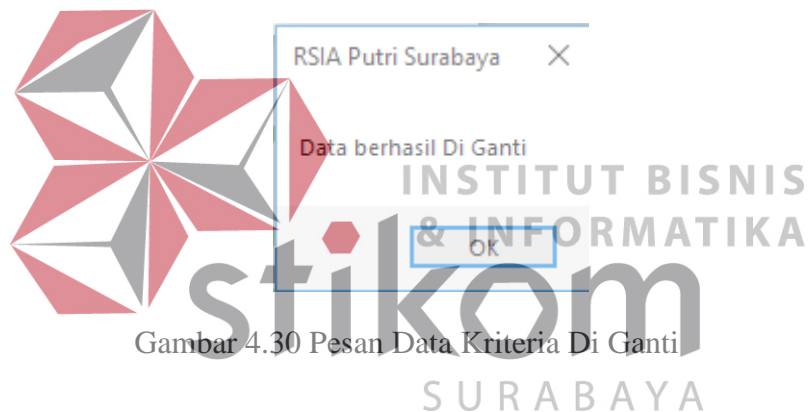 RSIA Putri Surabaya
Data berhasil Di Ganti
INSTITUT BISNIS
& INFORMATIKA
OK
stikom
Gambar 4.30 Pesan Data Kriteria Di Ganti
SURABAYA